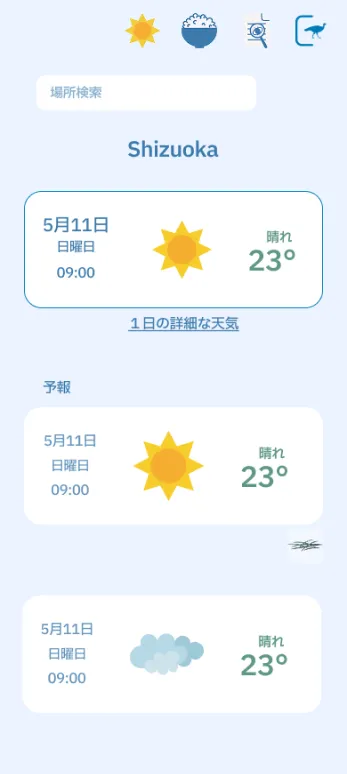 場所検索
Shizuoka
5月11日
日曜日
09:00
晴れ
23°
１日の詳細な天気
予報
5月11日
日曜日
09:00
晴れ
23°
5月11日
日曜日
09:00
晴れ
23°